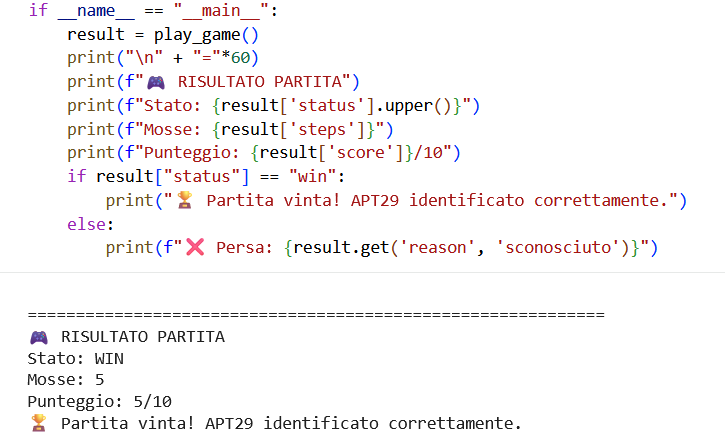 if __name__ == "__main__":
    result = play_game()
    print("\n" + "="*60)
    print(f"🎮 RISULTATO PARTITA")
    print(f"Stato: {result['status'].upper()}")
    print(f"Mosse: {result['steps']}")
    print(f"Punteggio: {result['score']}/10")
    if result["status"] == "win":
        print("🏆 Partita vinta! APT29 identificato correttamente.")
    else:
        print(f"❌ Persa: {result.get('reason', 'sconosciuto')}")
============================================================
🎮 RISULTATO PARTITA
Stato: WIN
Mosse: 5
Punteggio: 5/10
🏆 Partita vinta! APT29 identificato correttamente.